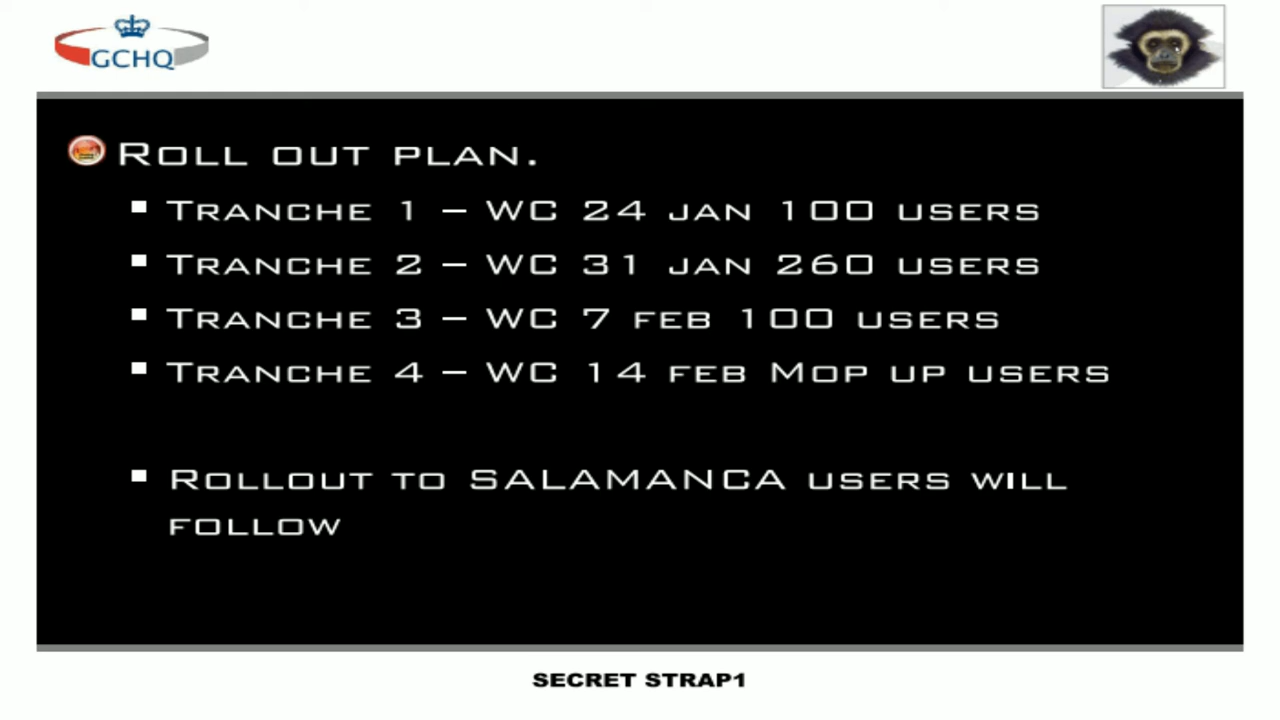 GCHQ
ROLL OUT PLAN.
TRANCHE 1 – WC 24 JAN 100 USERS
TRANCHE 2 – WC 31 JAN 260 USERS
TRANCHE 3 – WC 7 FEB 100 USERS
TRANCHE 4 – WC 14 FEB MOP UP USERS
ROLLOUT TO SALAMANCA USERS WILL
FOLLOW
SECRET STRAP1